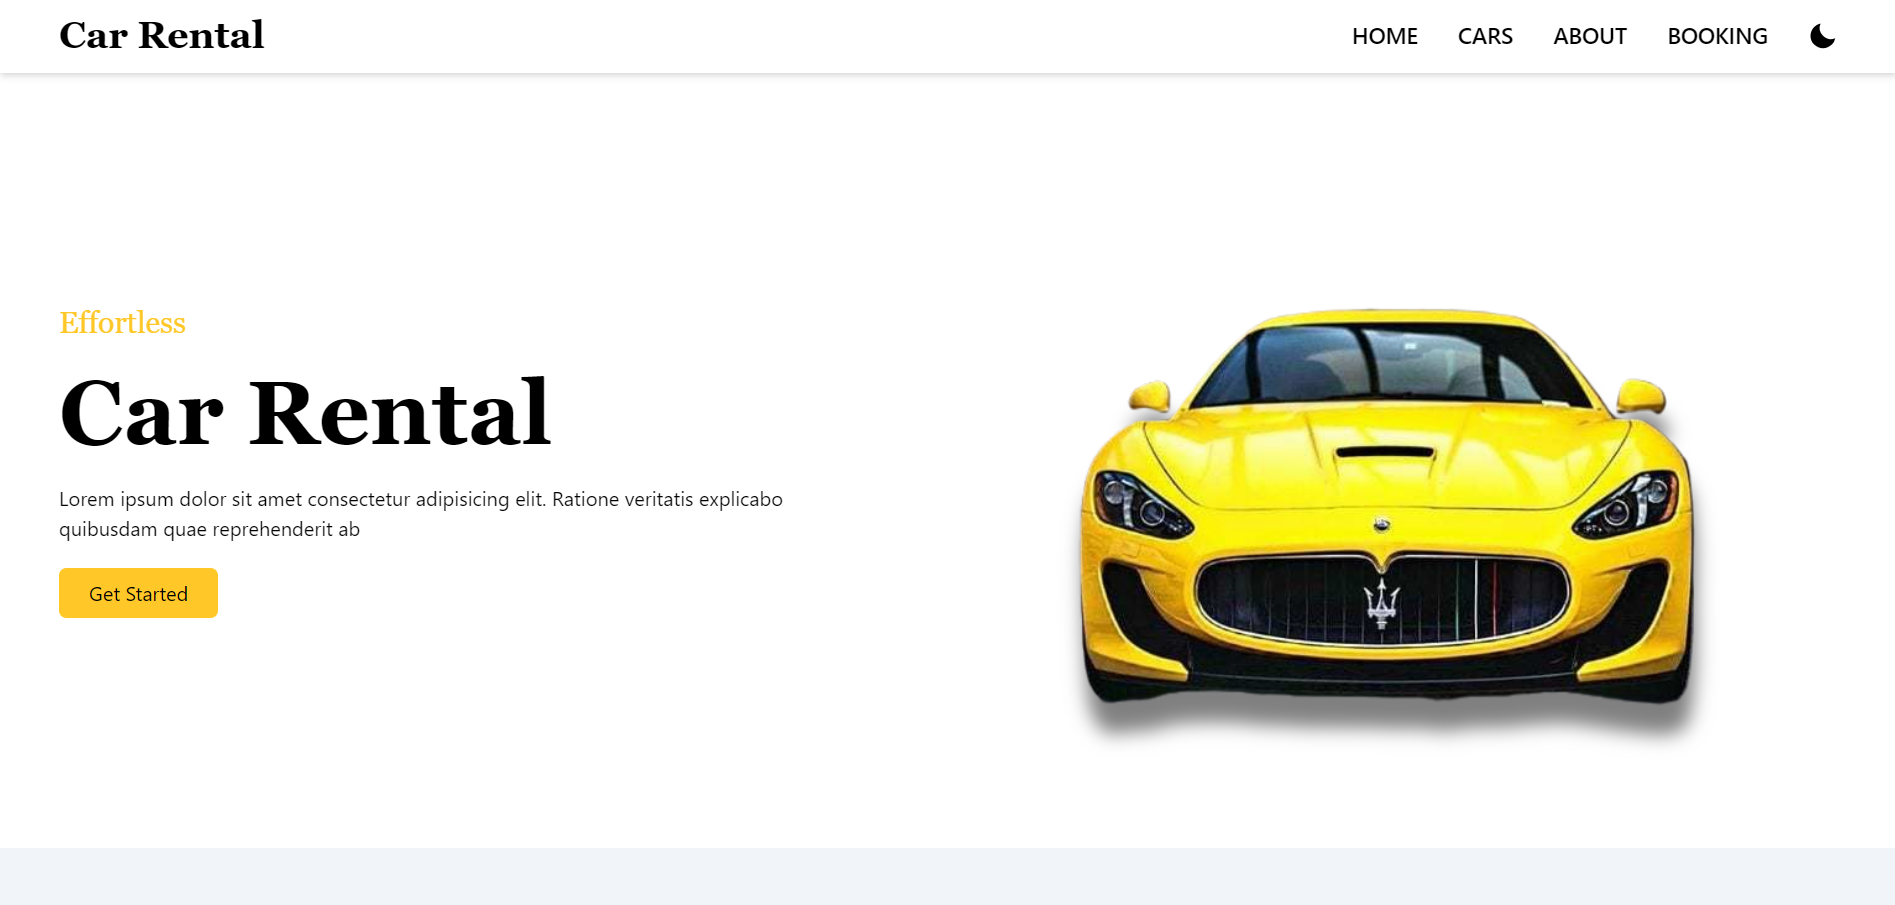 Car Rental
HOME
CARS
ABOUT
BOOKING
Effortless
Car Rental
Lorem ipsum dolor sit amet consectetur adipisicing elit. Ratione veritatis explicabo
quibusdam quae reprehenderit ab
Get Started